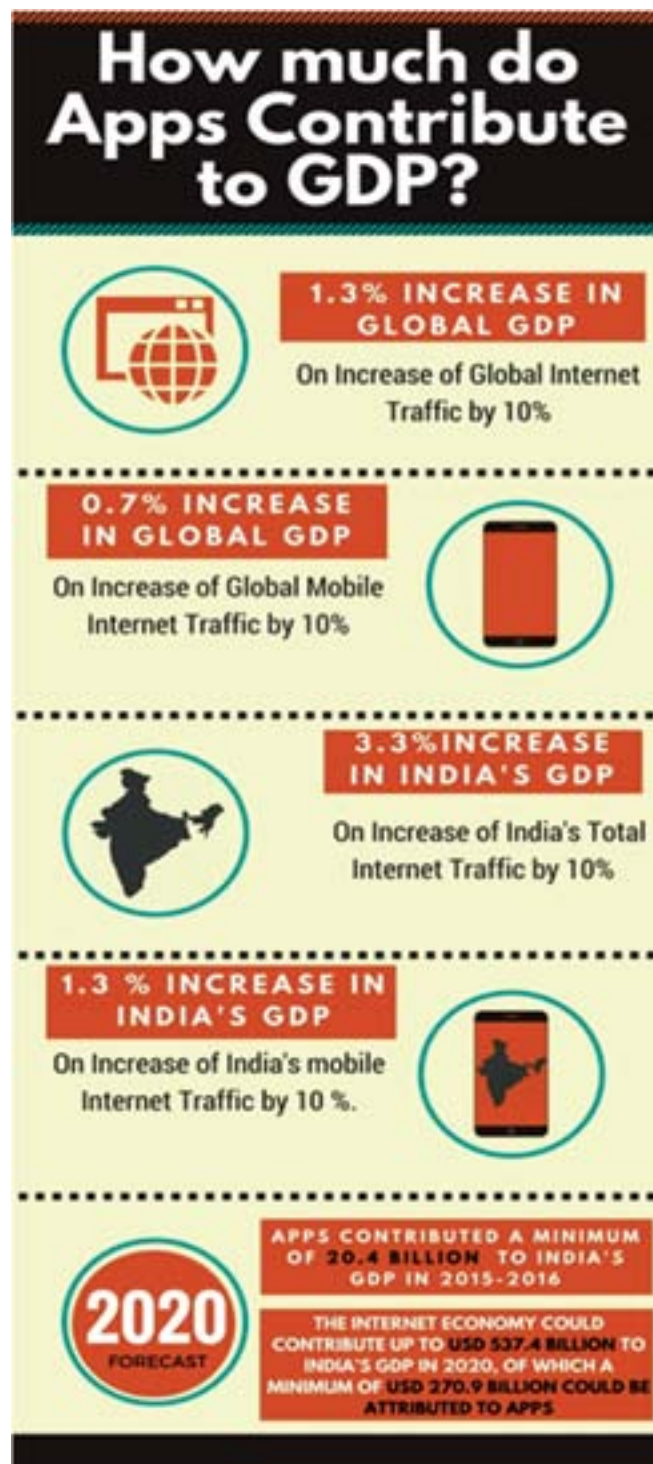 How much do
Apps Contribute
to GDP?
1.3% INCREASE IN
GLOBAL GDP
On Increase of Global Internet
Traffic by 10%
0.7% INCREASE
IN GLOBAL GDP
On Increase of Global Mobile
Internet Traffic by 10%
3.3%INCREASE
IN INDIA'S GDP
On Increase of India's Total
Internet Traffic by 10%
1.3 % INCREASE IN
INDIA'S GDP
On Increase of India's mobile
Internet Traffic by 10 %.
2020
FORECAST
APPS CONTRIBUTED A MINIMUM
OF 20.4 BILLION TO INDIA'S
GDP IN 2015-2016
THE INTERNET ECONOMY COULD
CONTRIBUTE UP TO USD 537.4 BILLION TO
INDIA'S GDP IN 2020, OF WHICH A
MINIMUM OF USD 270.9 BILLION COULD BE
ATTRIBUTED TO APPS